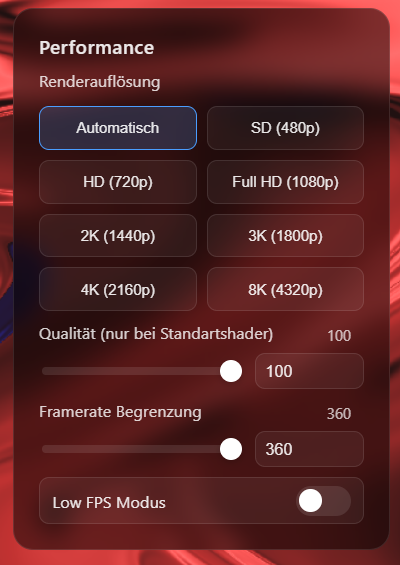 Performance
Renderauflösung
Automatisch
SD (480p)
HD (720p)
Full HD (1080p)
2K (1440p)
3K (1800p)
4K (2160p)
8K (4320p)
Qualität (nur bei Standartshader)
100
100
Framerate Begrenzung
360
360
Low FPS Modus